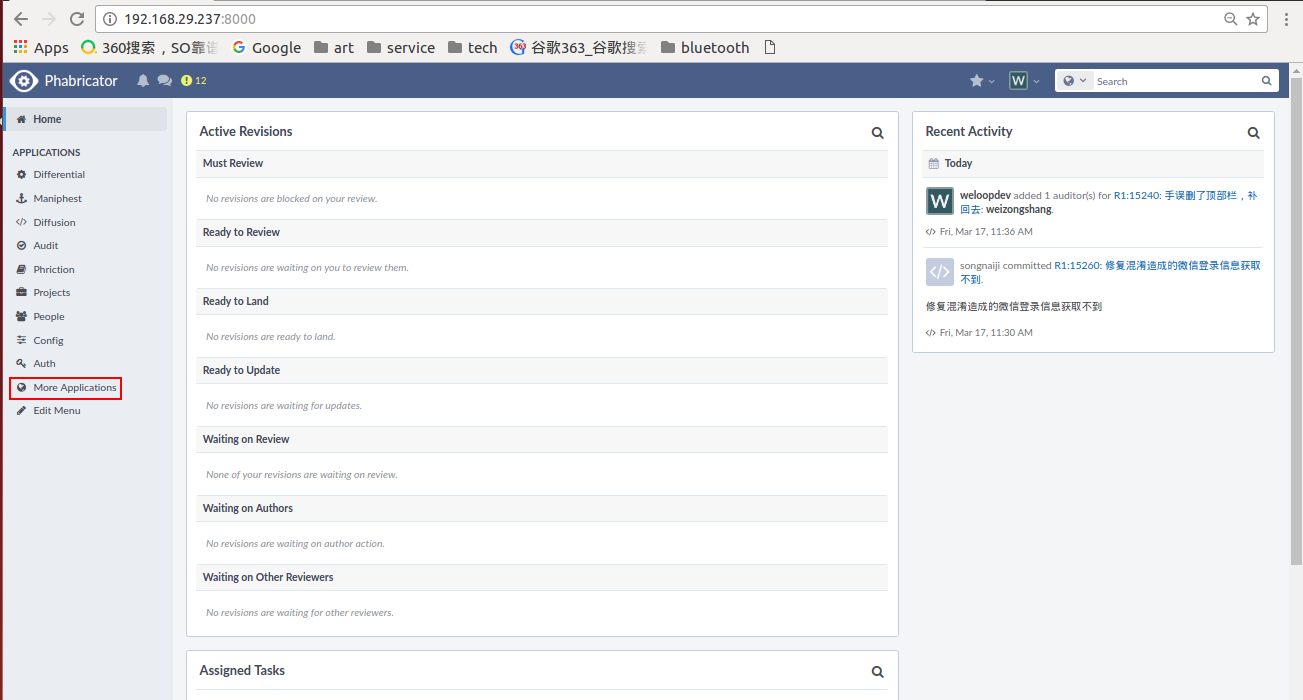 192.168.29.237:8000
Apps 360搜索，SO靠谱 Google art service tech 谷歌363_谷歌搜索 bluetooth
Phabricator 12 W Search
Home
APPLICATIONS
Differential
Maniphest
Diffusion
Audit
Phriction
Projects
People
Config
Auth
More Applications
Edit Menu
Active Revisions
Must Review
No revisions are blocked on your review.
Ready to Review
No revisions are waiting on you to review them.
Ready to Land
No revisions are ready to land.
Ready to Update
No revisions are waiting for updates.
Waiting on Review
None of your revisions are waiting on review.
Waiting on Authors
No revisions are waiting on author action.
Waiting on Other Reviewers
No revisions are waiting for other reviewers.
Assigned Tasks
Recent Activity
Today
W
weloopdev added 1 auditor(s) for R1:15240: 手误删了顶部栏，补
回去: weizongshang.
Fri, Mar 17, 11:36 AM
songnaiji committed R1:15260: 修复混淆造成的微信登录信息获取
不到.
修复混淆造成的微信登录信息获取不到
Fri, Mar 17, 11:30 AM